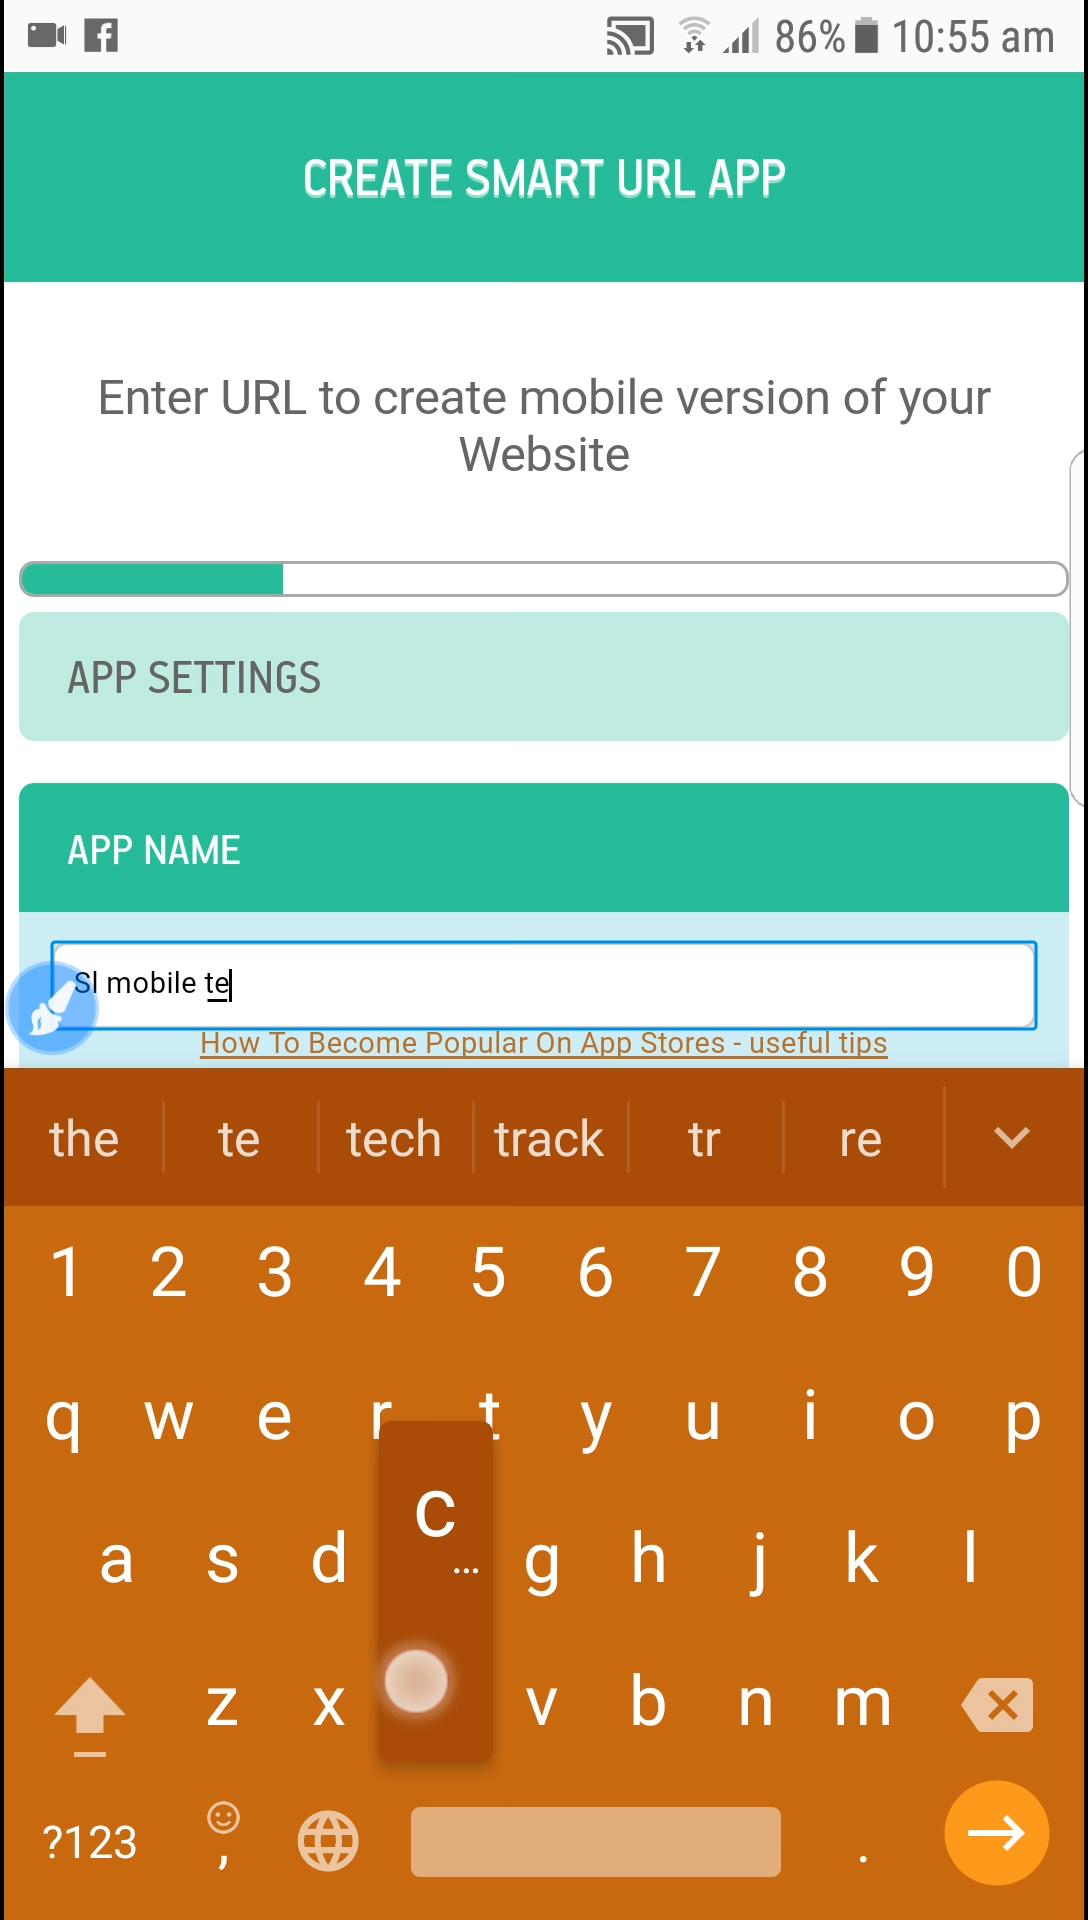 86% 10:55 am
CREATE SMART URL APP
Enter URL to create mobile version of your
Website
APP SETTINGS
APP NAME
Sl mobile te
How To Become Popular On App Stores - useful tips
the te tech track tr re
1 2 3 4 5 6 7 8 9 0
q w e r t y u i o p
c
...
a s d g h j k l
z x v b n m
?123 , .